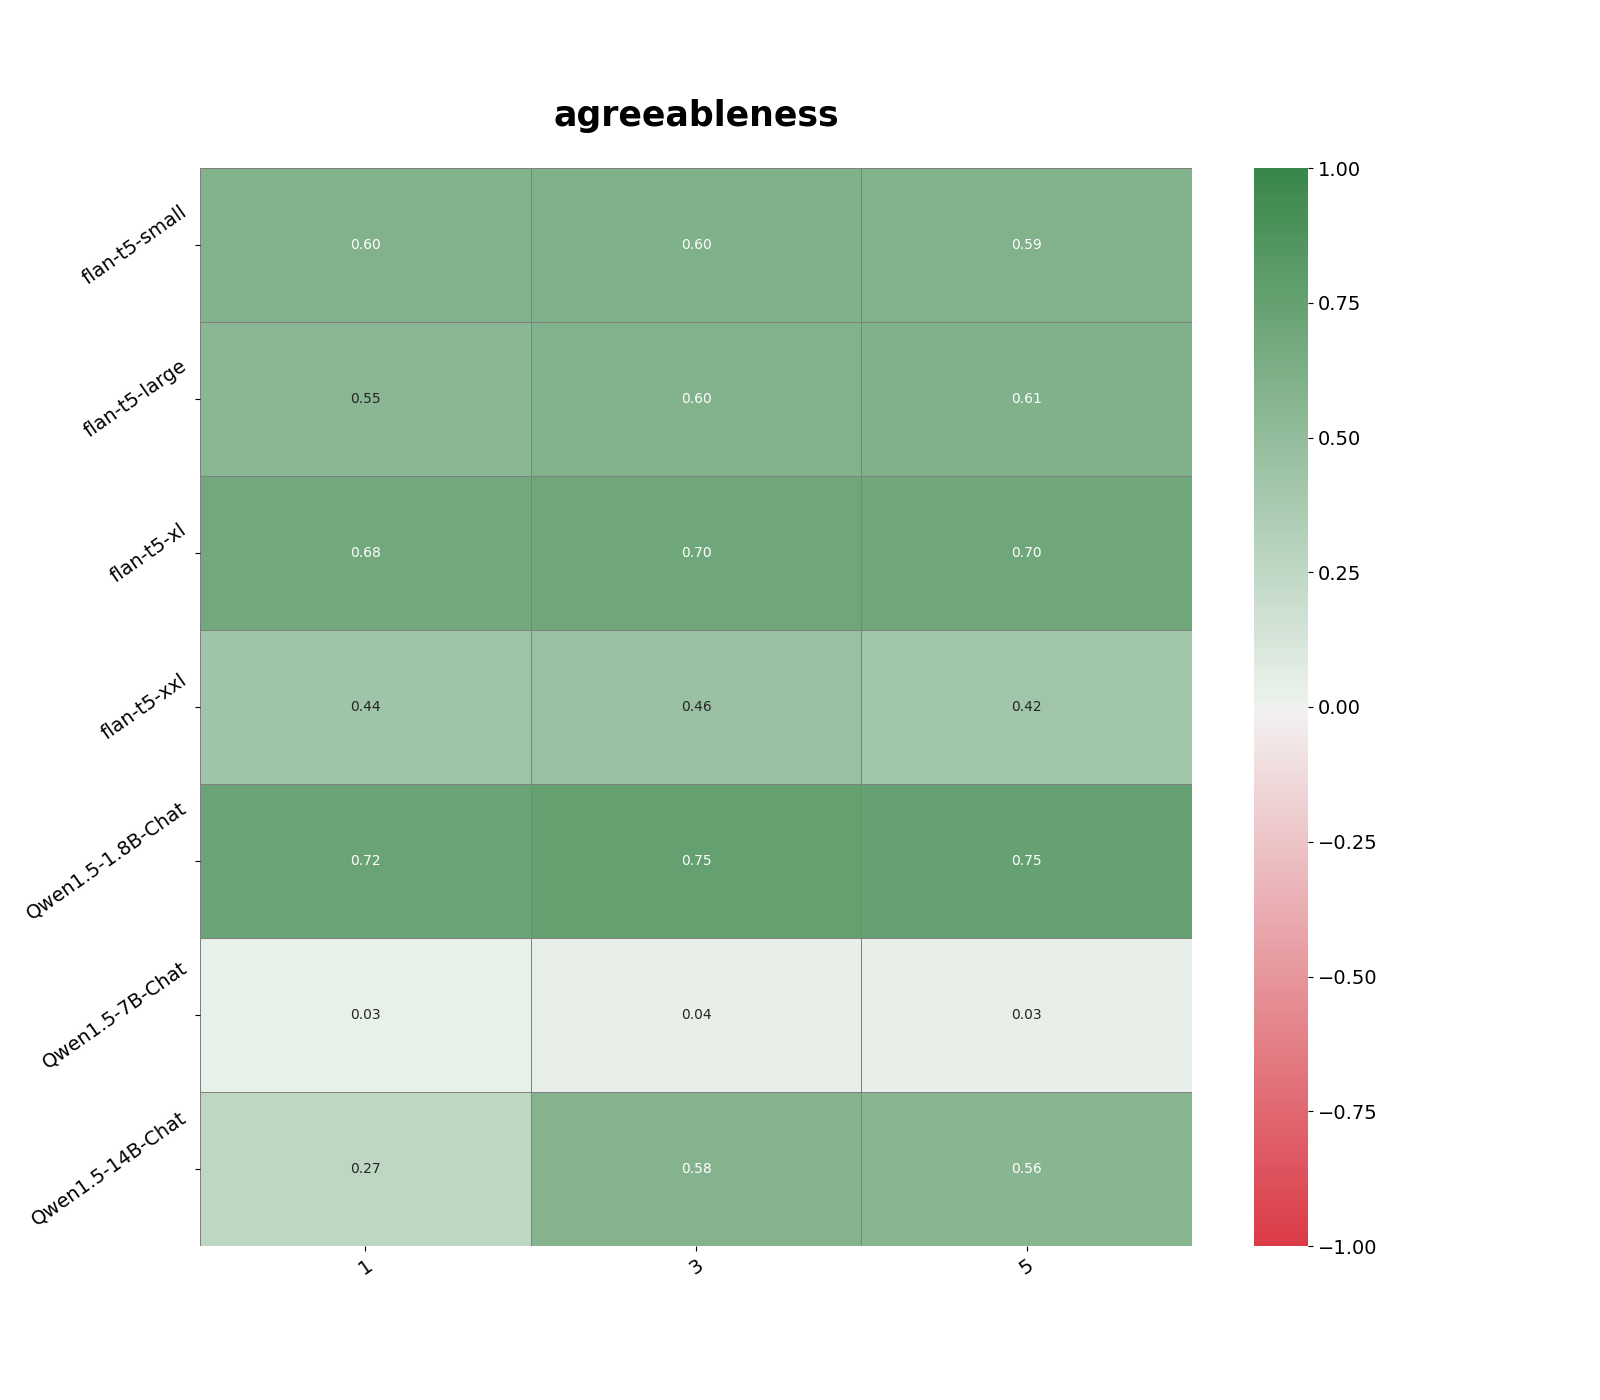 agreeableness
flan-t5-small 0.60 0.60 0.59
flan-t5-large 0.55 0.60 0.61
flan-t5-xl 0.68 0.70 0.70
flan-t5-xxl 0.44 0.46 0.42
Qwen1.5-1.8B-Chat 0.72 0.75 0.75
Qwen1.5-7B-Chat 0.03 0.04 0.03
Qwen1.5-14B-Chat 0.27 0.58 0.56
1 3 5
1.00
0.75
0.50
0.25
0.00
−0.25
−0.50
−0.75
−1.00